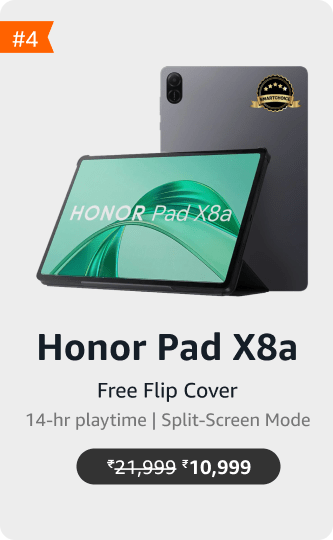 #4
SMARTCHOICE
HONOR Pad X8a
Honor Pad X8a
Free Flip Cover
14-hr playtime | Split-Screen Mode
₹21,999 ₹10,999